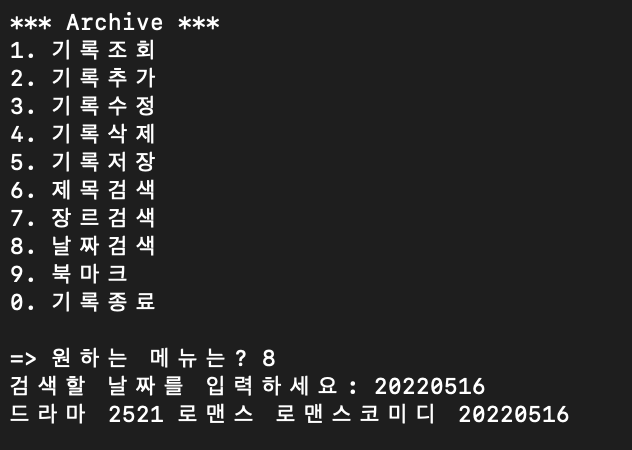 *** Archive ***
1. 기록조회
2. 기록추가
3. 기록수정
4. 기록삭제
5. 기록저장
6. 제목검색
7. 장르검색
8. 날짜검색
9. 북마크
0. 기록종료
=> 원하는 메뉴는? 8
검색할 날짜를 입력하세요: 20220516
드라마 2521 로맨스 로맨스코미디 20220516